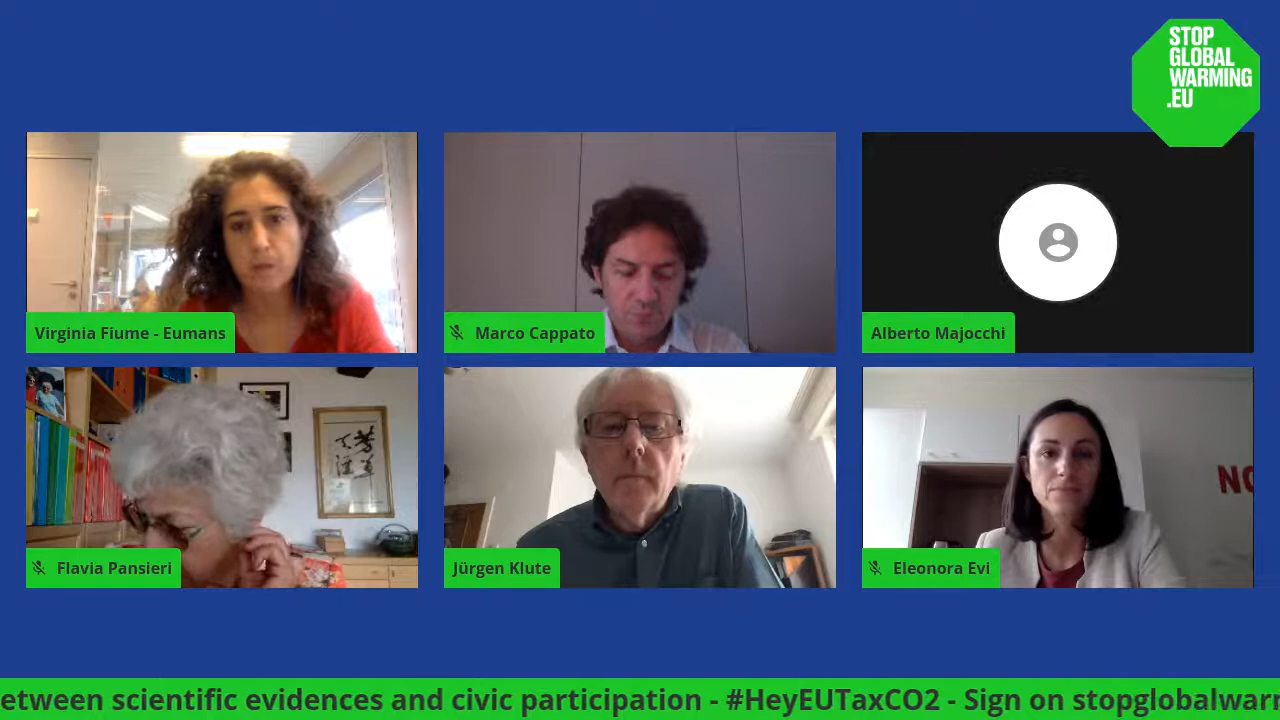 STOP
GLOBAL
WARMING
.EU
Virginia Fiume - Eumans
Marco Cappato
Alberto Majocchi
Flavia Pansieri
Jürgen Klute
Eleonora Evi
NO
etween scientific evidences and civic participation - #HeyEUTaxCO2 - Sign on stopglobalwarr